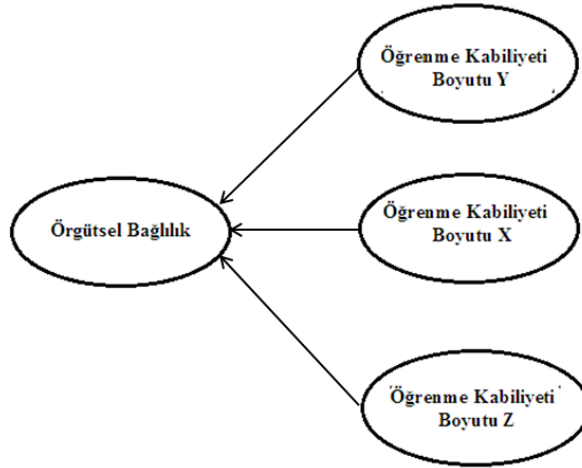 Öğrenme Kabiliyeti
Boyutu Y
Örgütsel Bağlılık
Öğrenme Kabiliyeti
Boyutu X
Öğrenme Kabiliyeti
Boyutu Z